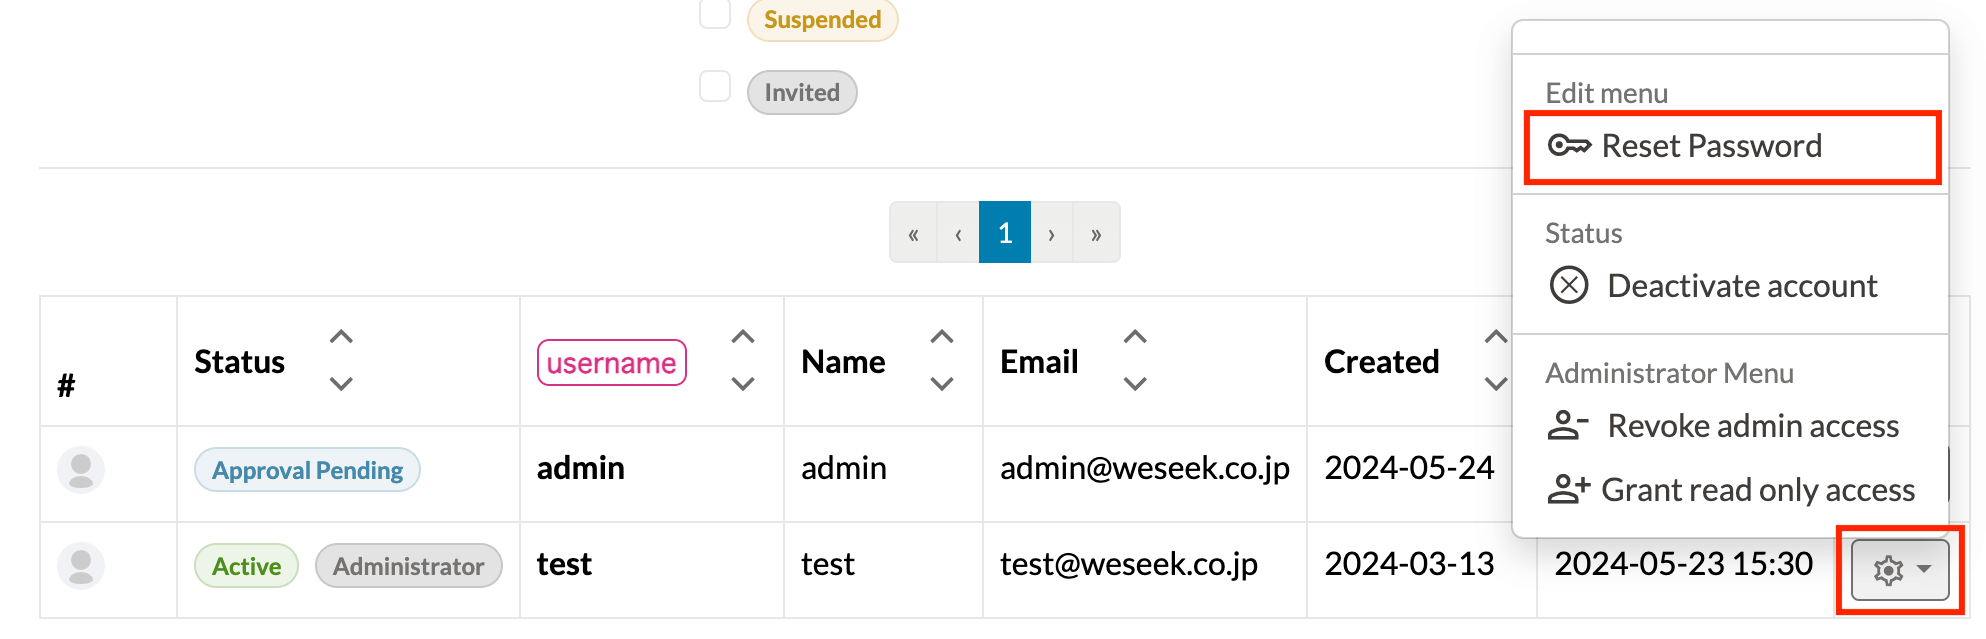 Suspended
Invited
« ‹ 1 › »
Edit menu
Reset Password
Status
Deactivate account
Administrator Menu
Revoke admin access
Grant read only access
# Status username Name Email Created
Approval Pending admin admin admin@weseek.co.jp 2024-05-24
Active Administrator test test test@weseek.co.jp 2024-03-13 2024-05-23 15:30